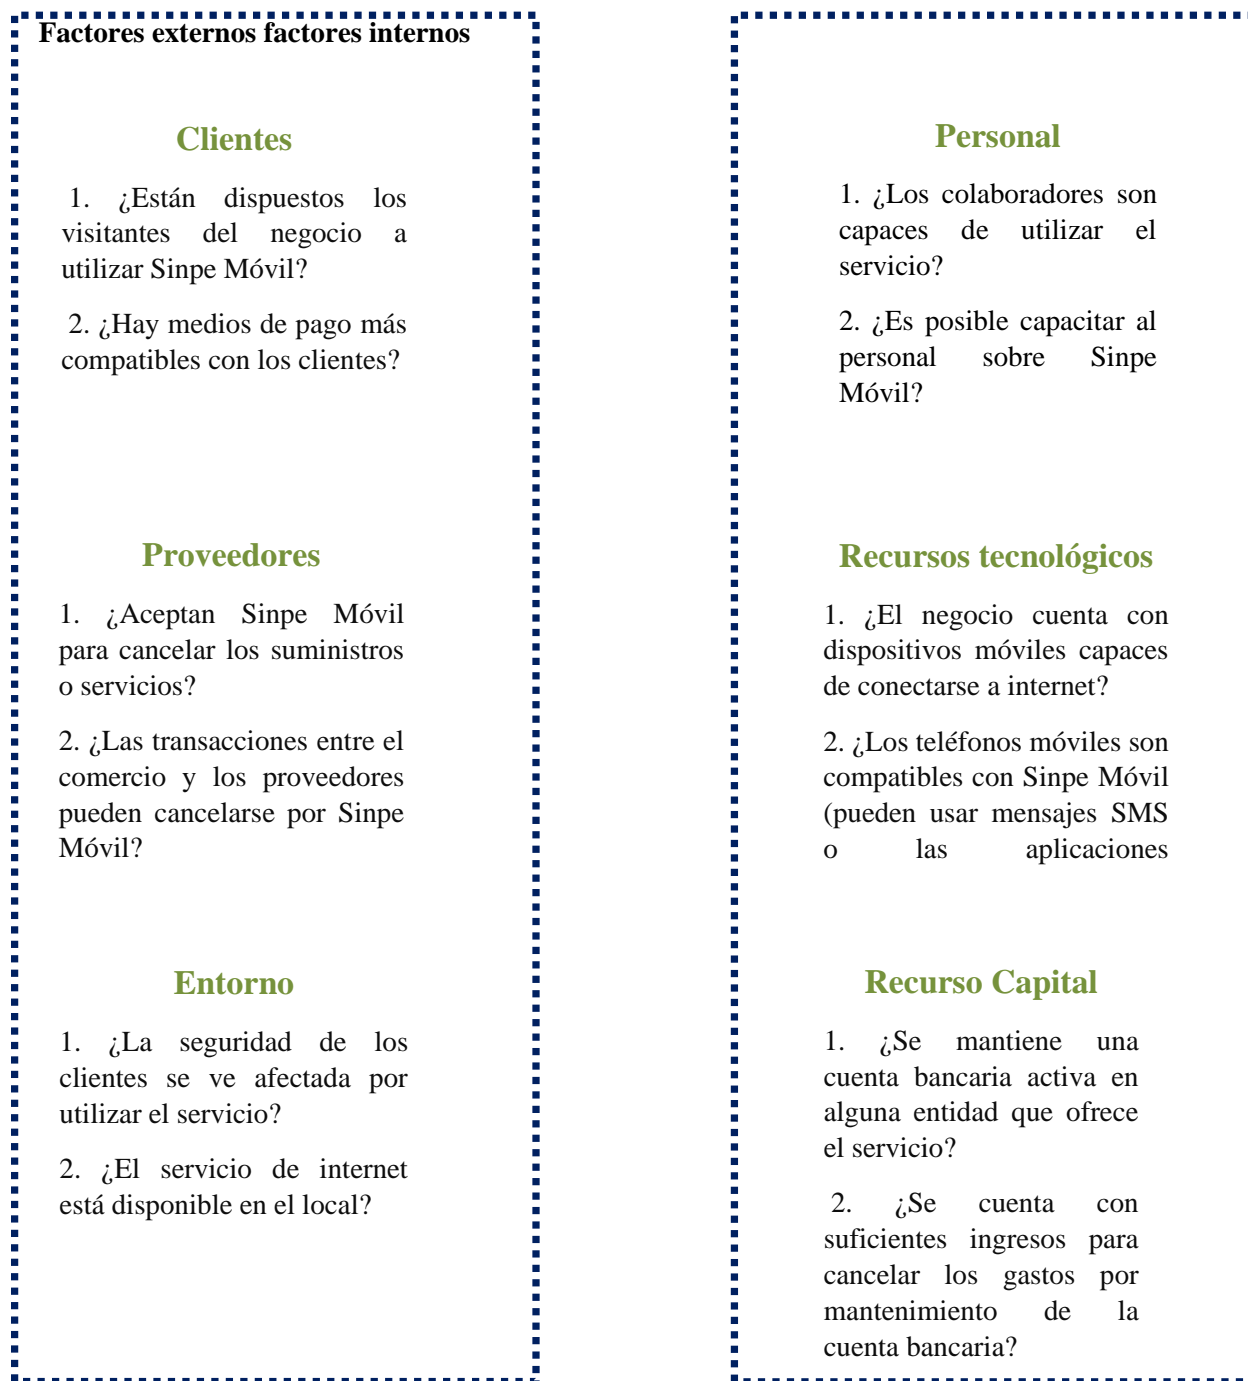 Factores externos factores internos
Clientes
1. ¿Están dispuestos los
visitantes del negocio a
utilizar Sinpe Móvil?
2. ¿Hay medios de pago más
compatibles con los clientes?
Proveedores
1. ¿Aceptan Sinpe Móvil
para cancelar los suministros
o servicios?
2. ¿Las transacciones entre el
comercio y los proveedores
pueden cancelarse por Sinpe
Móvil?
Entorno
1. ¿La seguridad de los
clientes se ve afectada por
utilizar el servicio?
2. ¿El servicio de internet
está disponible en el local?
Personal
1. ¿Los colaboradores son
capaces de utilizar el
servicio?
2. ¿Es posible capacitar al
personal sobre Sinpe
Móvil?
Recursos tecnológicos
1. ¿El negocio cuenta con
dispositivos móviles capaces
de conectarse a internet?
2. ¿Los teléfonos móviles son
compatibles con Sinpe Móvil
(pueden usar mensajes SMS
o las aplicaciones
Recurso Capital
1. ¿Se mantiene una
cuenta bancaria activa en
alguna entidad que ofrece
el servicio?
2. ¿Se cuenta con
suficientes ingresos para
cancelar los gastos por
mantenimiento de la
cuenta bancaria?